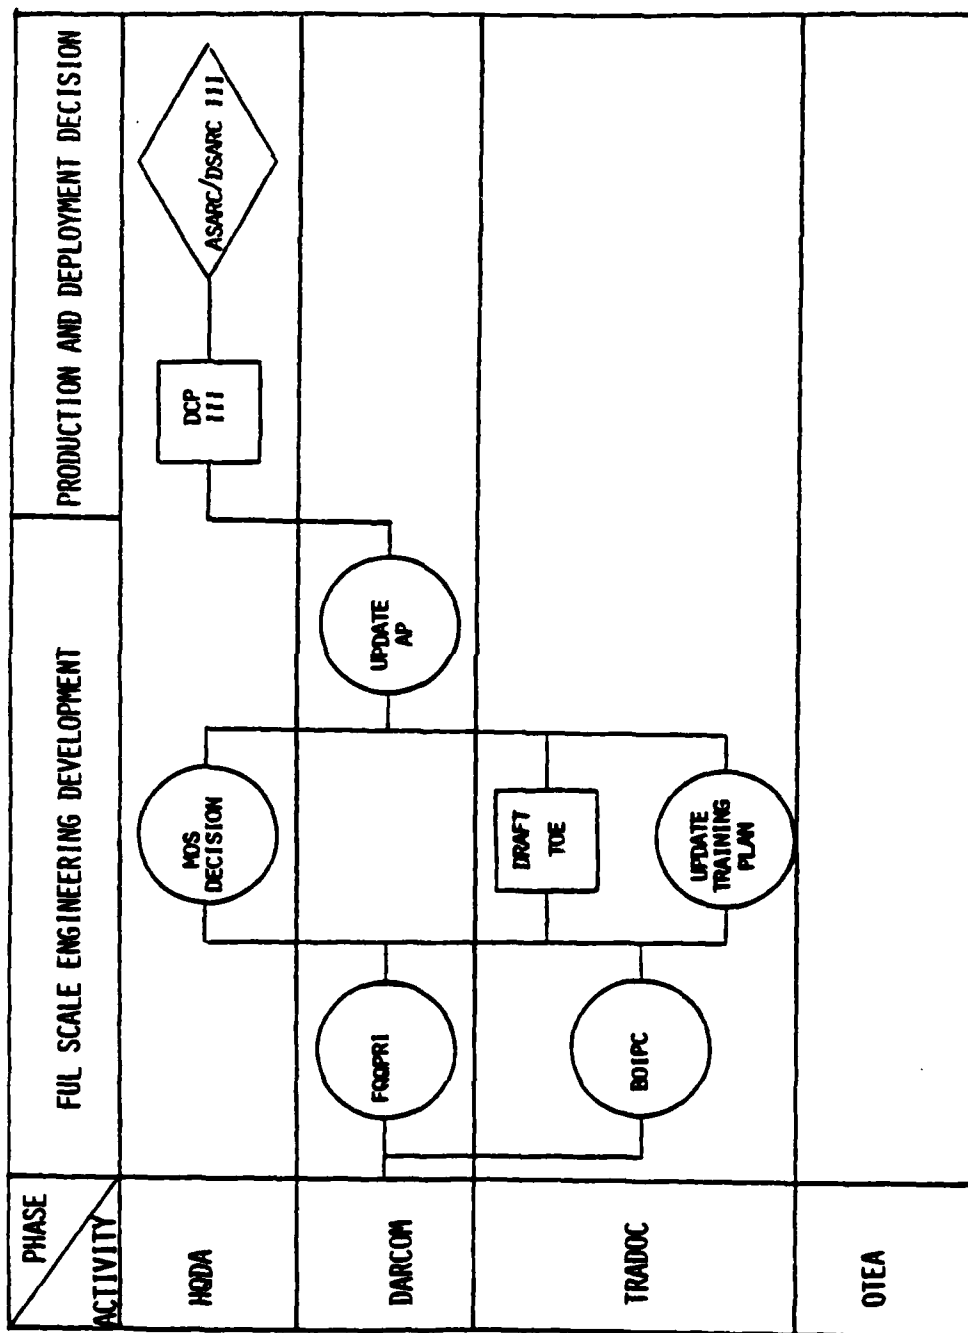 PHASE
ACTIVITY
FUL SCALE ENGINEERING DEVELOPMENT
PRODUCTION AND DEPLOYMENT DECISION
HQDA
MOS
DECISION
DCP
III
ASARC/DSARC III
DARCOM
FQQPRI
UPDATE
AP
TRADOC
BOIPC
DRAFT
TOE
UPDATE
TRAINING
PLAN
OTEA